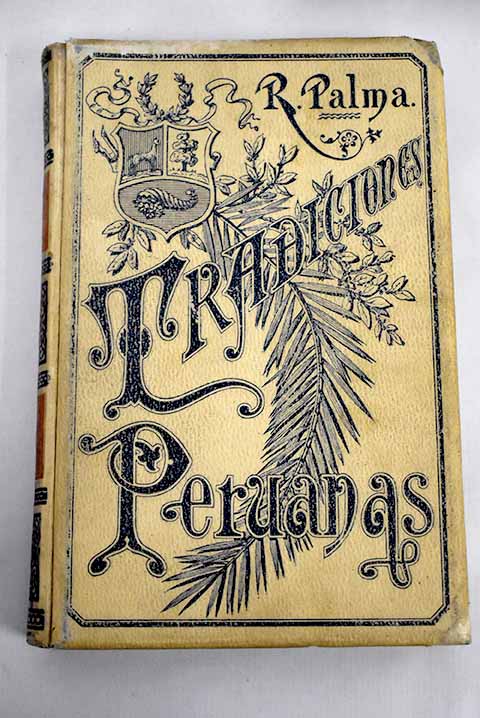 R. Palma.
TRADICIONES
Peruanas